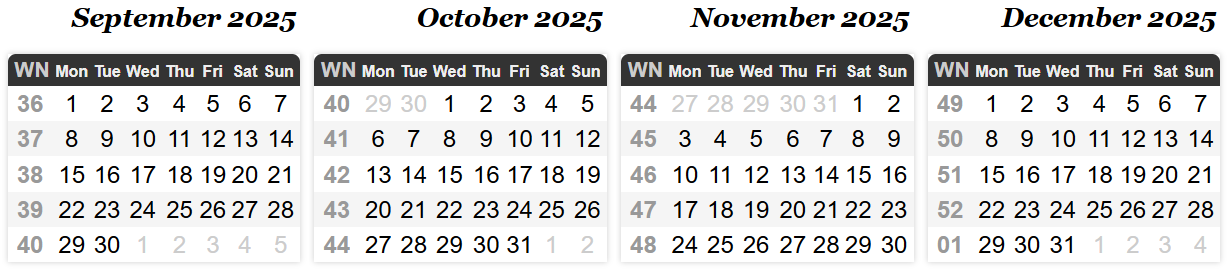 September 2025 October 2025 November 2025 December 2025
WN Mon Tue Wed Thu Fri Sat Sun WN Mon Tue Wed Thu Fri Sat Sun WN Mon Tue Wed Thu Fri Sat Sun WN Mon Tue Wed Thu Fri Sat Sun
36 1 2 3 4 5 6 7 40 29 30 1 2 3 4 5 44 27 28 29 30 31 1 2 49 1 2 3 4 5 6 7
37 8 9 10 11 12 13 14 41 6 7 8 9 10 11 12 45 3 4 5 6 7 8 9 50 8 9 10 11 12 13 14
38 15 16 17 18 19 20 21 42 13 14 15 16 17 18 19 46 10 11 12 13 14 15 16 51 15 16 17 18 19 20 21
39 22 23 24 25 26 27 28 43 20 21 22 23 24 25 26 47 17 18 19 20 21 22 23 52 22 23 24 25 26 27 28
40 29 30 1 2 3 4 5 44 27 28 29 30 31 1 2 48 24 25 26 27 28 29 30 01 29 30 31 1 2 3 4